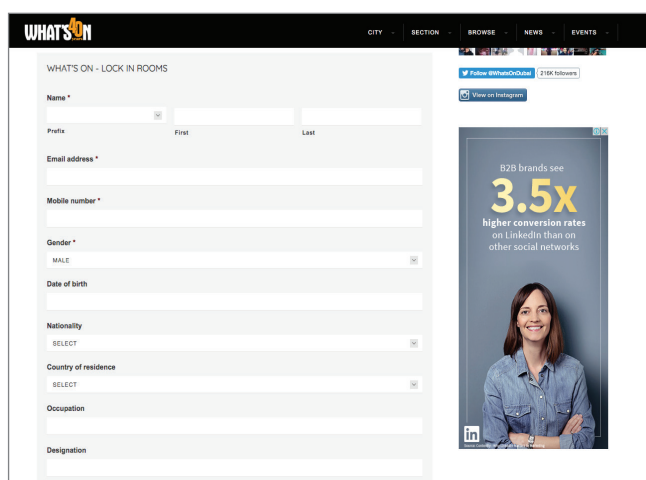 WHAT'S ON
40
CITY
SECTION
BROWSE
NEWS
EVENTS
WHAT'S ON - LOCK IN ROOMS
Name *
Prefix
First
Last
Email address *
Mobile number *
Gender *
MALE
Date of birth
Nationality
SELECT
Country of residence
SELECT
Occupation
Designation
Follow @WhatsOnDubai
216K followers
View on Instagram
B2B brands see
3.5x
higher conversion rates
on LinkedIn than on
other social networks
in